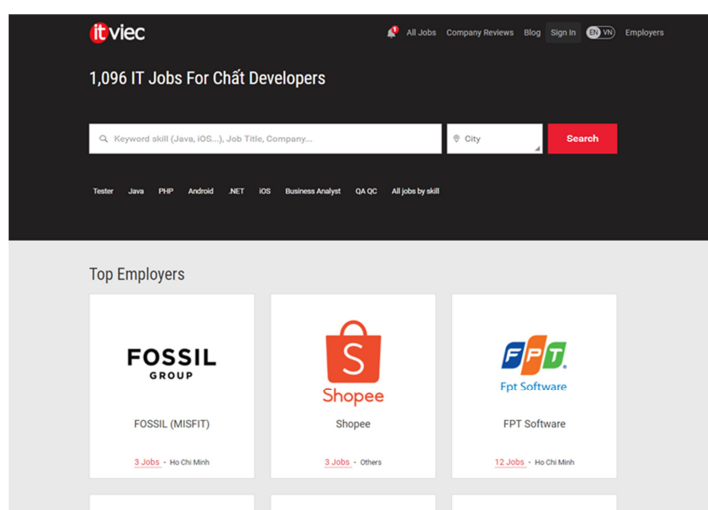 it viec
1 All Jobs Company Reviews Blog Sign In EN VN Employers
1,096 IT Jobs For Chất Developers
Keyword skill (Java, iOS...), Job Title, Company...
City
Search
Tester Java PHP Android .NET iOS Business Analyst QA QC All jobs by skill
Top Employers
FOSSIL
GROUP
FOSSIL (MISFIT)
3 Jobs - Ho Chi Minh
S
Shopee
Shopee
3 Jobs - Others
FPT
Fpt Software
FPT Software
12 Jobs - Ho Chi Minh